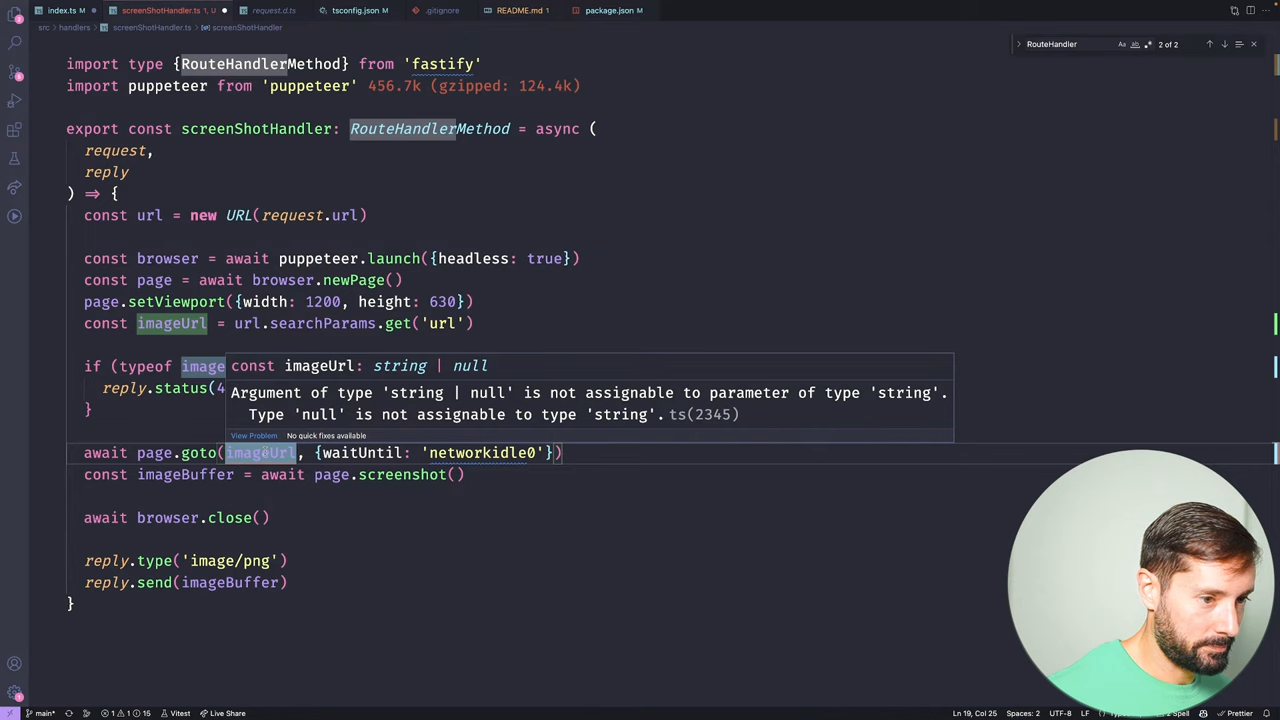 index.ts M
screenShotHandler.ts 1, U
request.d.ts
tsconfig.json M
.gitignore
README.md M
package.json M
src > handlers > screenShotHandler.ts > screenShotHandler
RouteHandler
2 of 2
import type {RouteHandlerMethod} from 'fastify'
import puppeteer from 'puppeteer' 456.7k (gzipped: 124.4k)
export const screenShotHandler: RouteHandlerMethod = async (
request,
reply
) => {
const url = new URL(request.url)
const browser = await puppeteer.launch({headless: true})
const page = await browser.newPage()
page.setViewport({width: 1200, height: 630})
const imageUrl = url.searchParams.get('url')
if (typeof image
const imageUrl: string | null
reply.status(4
Argument of type 'string | null' is not assignable to parameter of type 'string'.
}
Type 'null' is not assignable to type 'string'. ts(2345)
View Problem No quick fixes available
await page.goto(imageUrl, {waitUntil: 'networkidle0'})
const imageBuffer = await page.screenshot()
await browser.close()
reply.type('image/png')
reply.send(imageBuffer)
}
main* 1 1 15 Vitest Live Share
Ln 19, Col 25 Spaces: 2 UTF-8 LF Spell Prettier